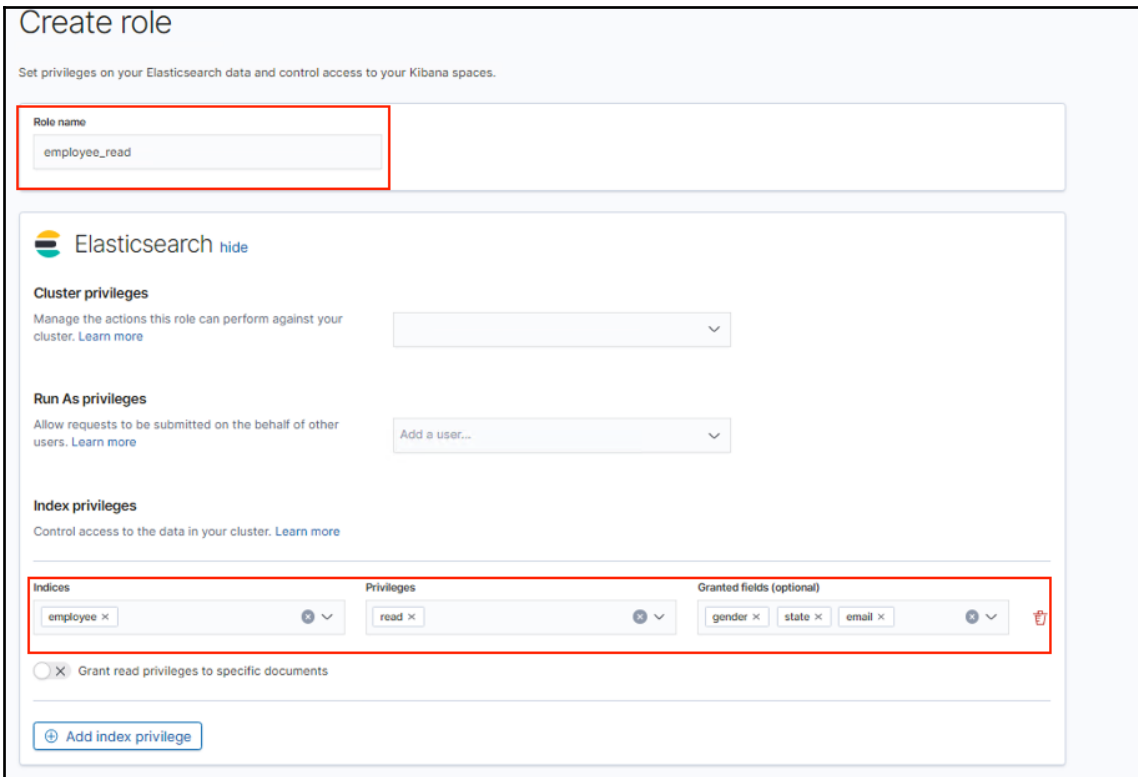 Create role
Set privileges on your Elasticsearch data and control access to your Kibana spaces.
Role name
employee_read
Elasticsearch hide
Cluster privileges
Manage the actions this role can perform against your
cluster. Learn more
Run As privileges
Allow requests to be submitted on the behalf of other
users. Learn more
Add a user...
Index privileges
Control access to the data in your cluster. Learn more
Indices Privileges Granted fields (optional)
employee × read × gender × state × email ×
Grant read privileges to specific documents
Add index privilege